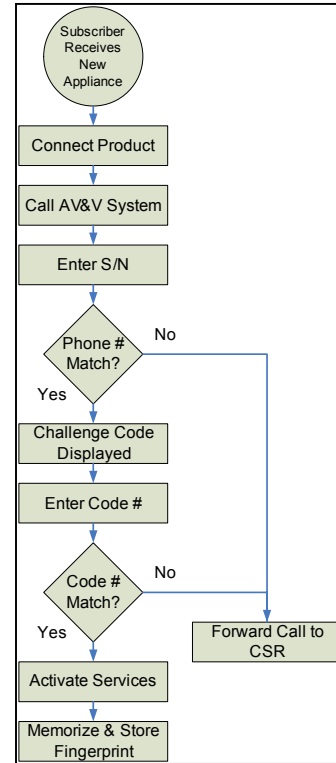 Subscriber
Receives
New
Appliance
Connect Product
Call AV&V System
Enter S/N
Phone #
Match?
No
Yes
Challenge Code
Displayed
Enter Code #
Code #
Match?
No
Yes
Forward Call to
CSR
Activate Services
Memorize & Store
Fingerprint